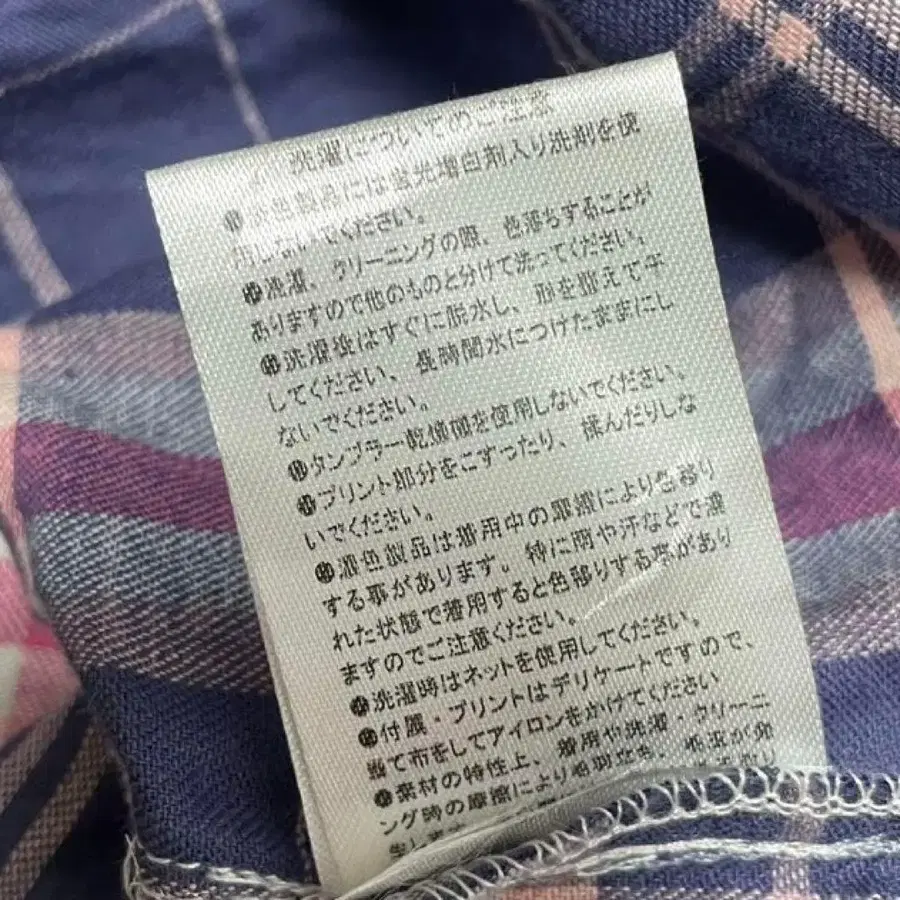 洗濯についてのご注意
淡色製品には蛍光増白剤入り洗剤を使
用しないでください。
洗濯、クリーニングの際、色落ちすることが
ありますので他のものと分けて洗ってください。
洗濯後はすぐに脱水し、形を整えて干
してください、長時間水につけたままにし
ないでください。
タンブラー乾燥機を使用しないでください、
プリント部分をこすったり、揉んだりしな
いでください。
濃色製品は着用中の摩擦により色移り
する事があります。特に雨や汗などで濡
れた状態で着用すると色移りする事があり
ますのでご注意ください。
洗濯時はネットを使用してください。
付属・プリントはデリケートですので、
当て布をしてアイロンをかけてください
素材の特性上、着用や洗濯・クリーニ
ング時の摩擦により毛羽立ち、毛玉が発
生します